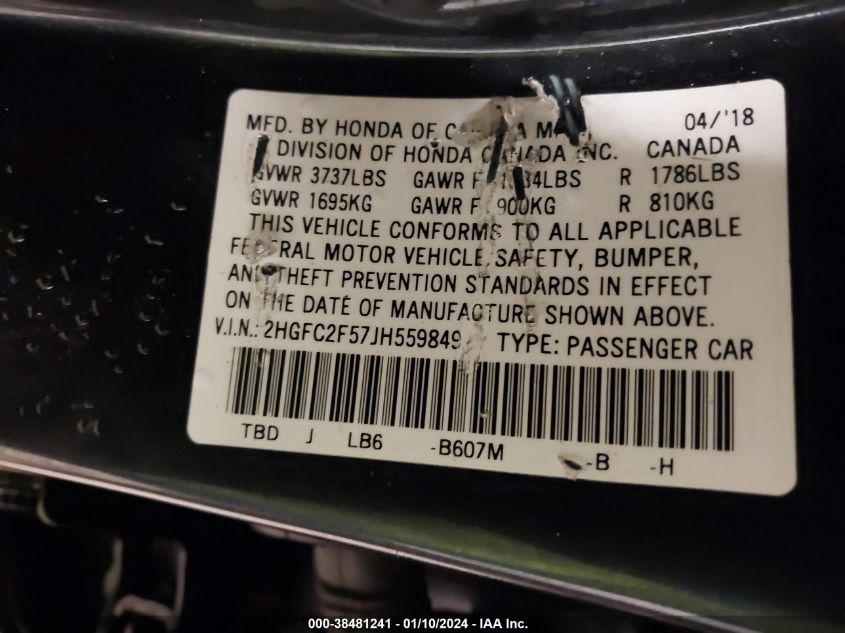 MFD. BY HONDA OF 04/'18
DIVISION OF HONDA INC. CANADA
GVWR 3737LBS GAWR F R 1786LBS
GVWR 1695KG GAWR F 900KG R 810KG
THIS VEHICLE CONFORMS TO ALL APPLICABLE
FEDERAL MOTOR VEHICLE SAFETY, BUMPER,
AND THEFT PREVENTION STANDARDS IN EFFECT
ON THE DATE OF MANUFACTURE SHOWN ABOVE.
V.I.N.: 2HGFC2F57JH559849 TYPE: PASSENGER CAR
TBD J LB6 -B607M -B -H
000-38481241 - 01/10/2024 - IAA Inc.